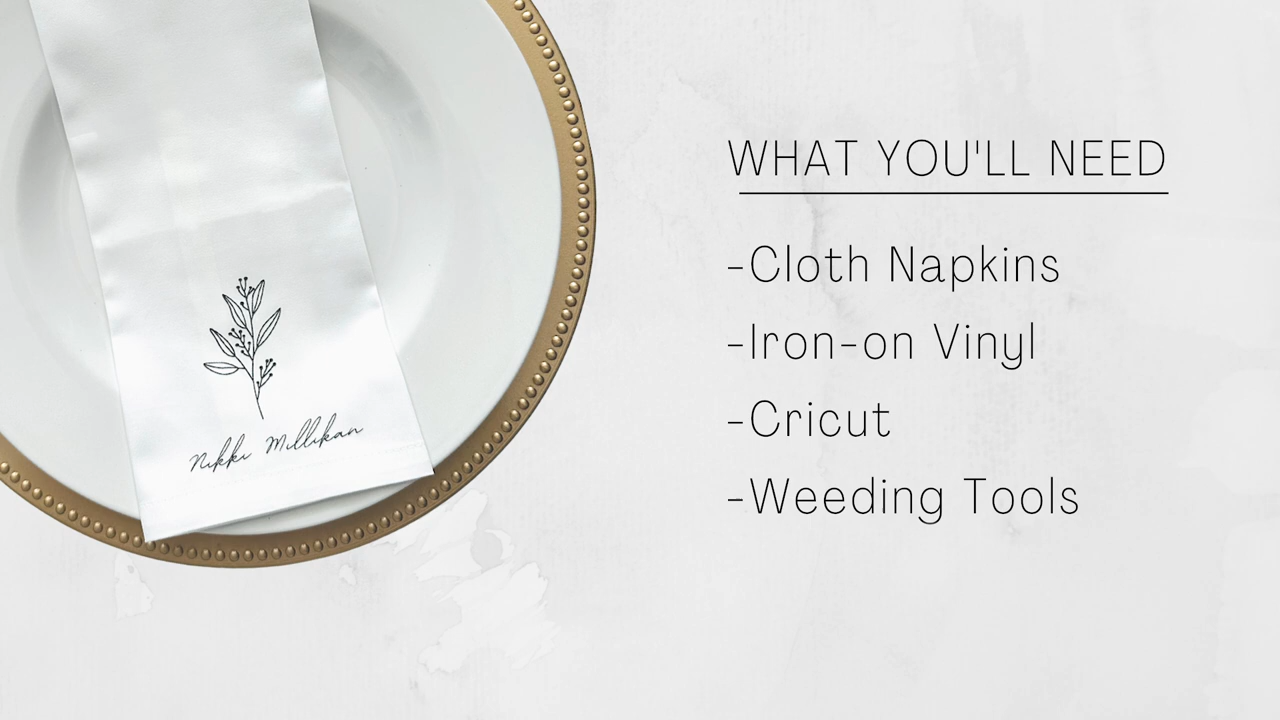 WHAT YOU'LL NEED
-Cloth Napkins
-Iron-on Vinyl
-Cricut
-Weeding Tools
Nikki Millikan